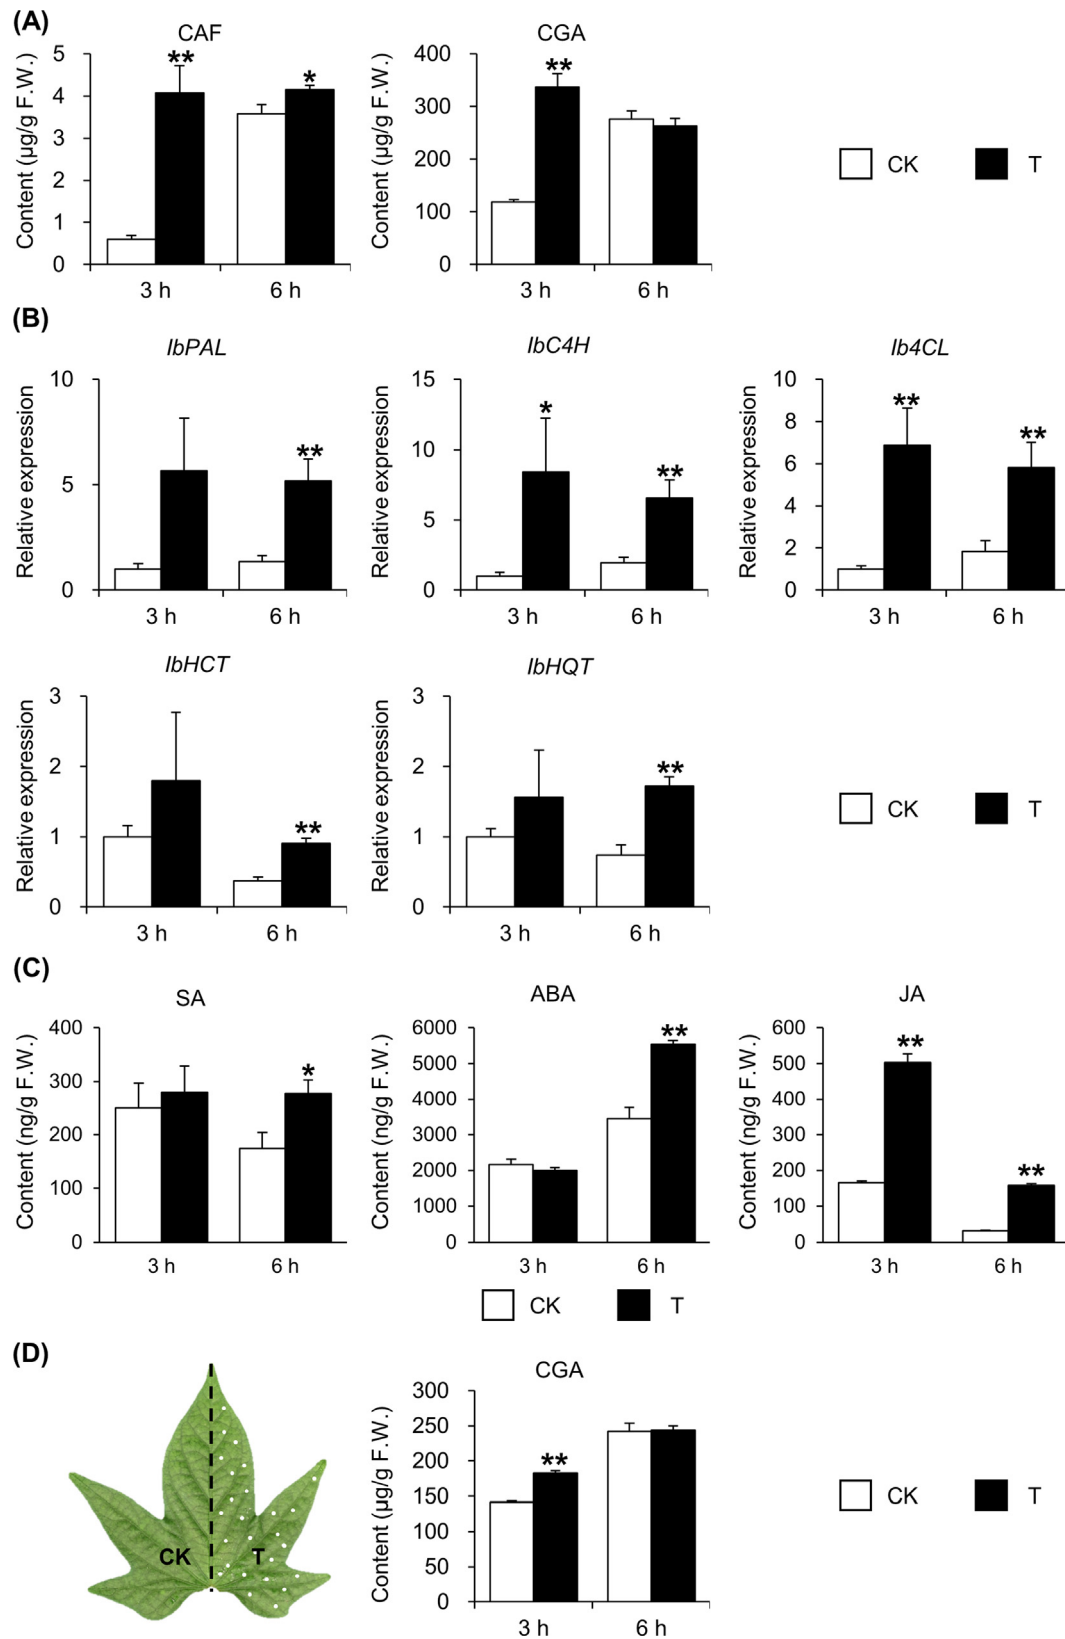 (A)
CAF
CGA
Content (µg/g F.W.)
5
4
3
2
1
0
**
*
3 h
6 h
Content (µg/g F.W.)
400
300
200
100
0
**
3 h
6 h
CK
T
(B)
IbPAL
IbC4H
Ib4CL
Relative expression
10
5
0
**
3 h
6 h
Relative expression
15
10
5
0
*
**
3 h
6 h
Relative expression
10
8
6
4
2
0
**
**
3 h
6 h
IbHCT
IbHQT
Relative expression
3
2
1
0
**
3 h
6 h
Relative expression
3
2
1
0
**
3 h
6 h
CK
T
(C)
SA
ABA
JA
Content (ng/g F.W.)
400
300
200
100
0
*
3 h
6 h
Content (ng/g F.W.)
6000
5000
4000
3000
2000
1000
0
**
3 h
6 h
Content (ng/g F.W.)
600
500
400
300
200
100
0
**
**
3 h
6 h
CK
T
(D)
CK
T
CGA
Content (µg/g F.W.)
300
250
200
150
100
50
0
**
3 h
6 h
CK
T